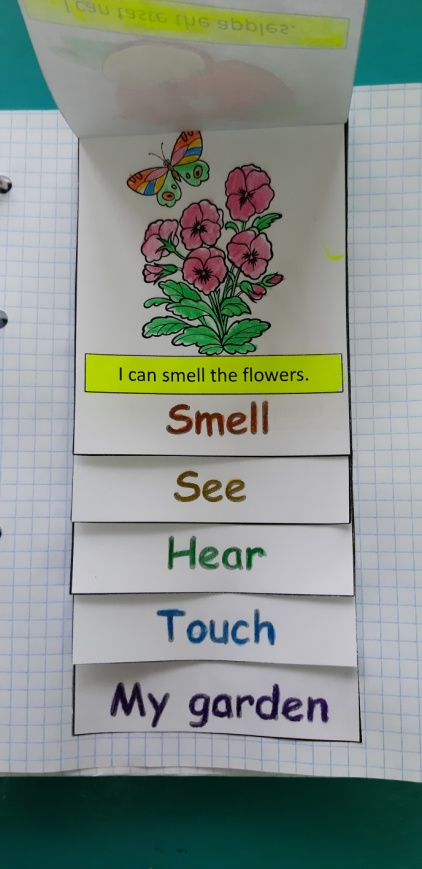 I can taste the apples.
I can smell the flowers.
Smell
See
Hear
Touch
My garden